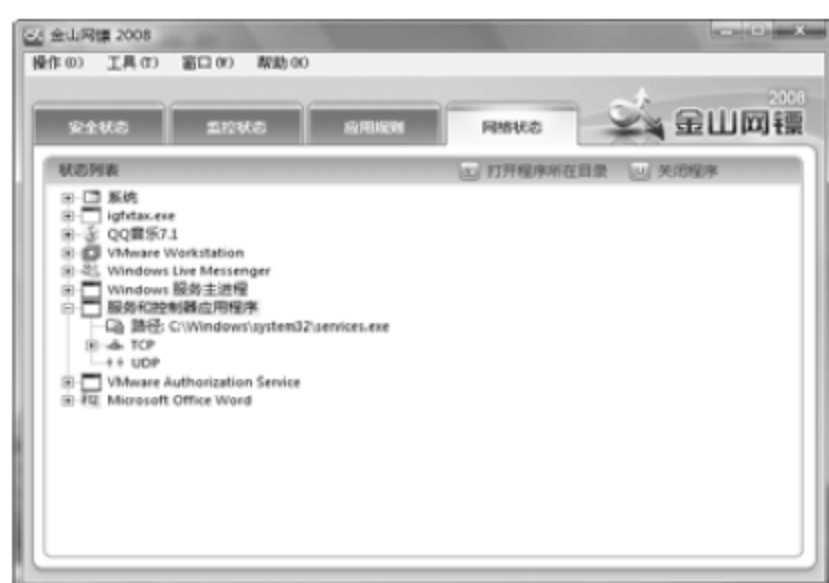 金山网镖 2008
操作(O) 工具(T) 窗口(W) 帮助(H)
2008
金山网镖
安全状态 监控状态 应用规则 网络状态
状态列表 打开程序所在目录 关闭程序
系统
igfxtax.exe
QQ音乐7.1
VMware Workstation
Windows Live Messenger
Windows 服务主进程
服务和控制器应用程序
路径: C:\Windows\system32\services.exe
TCP
UDP
VMware Authorization Service
Microsoft Office Word